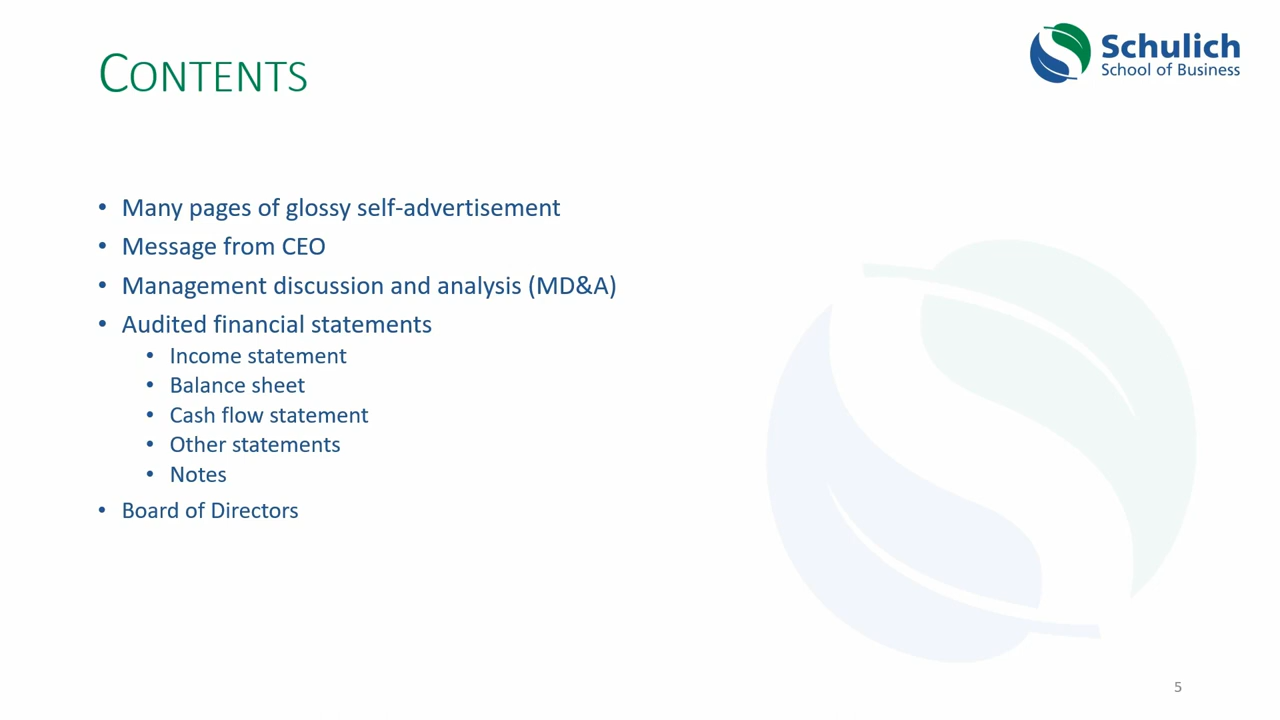 CONTENTS
Schulich
School of Business
• Many pages of glossy self-advertisement
• Message from CEO
• Management discussion and analysis (MD&A)
• Audited financial statements
• Income statement
• Balance sheet
• Cash flow statement
• Other statements
• Notes
• Board of Directors
5